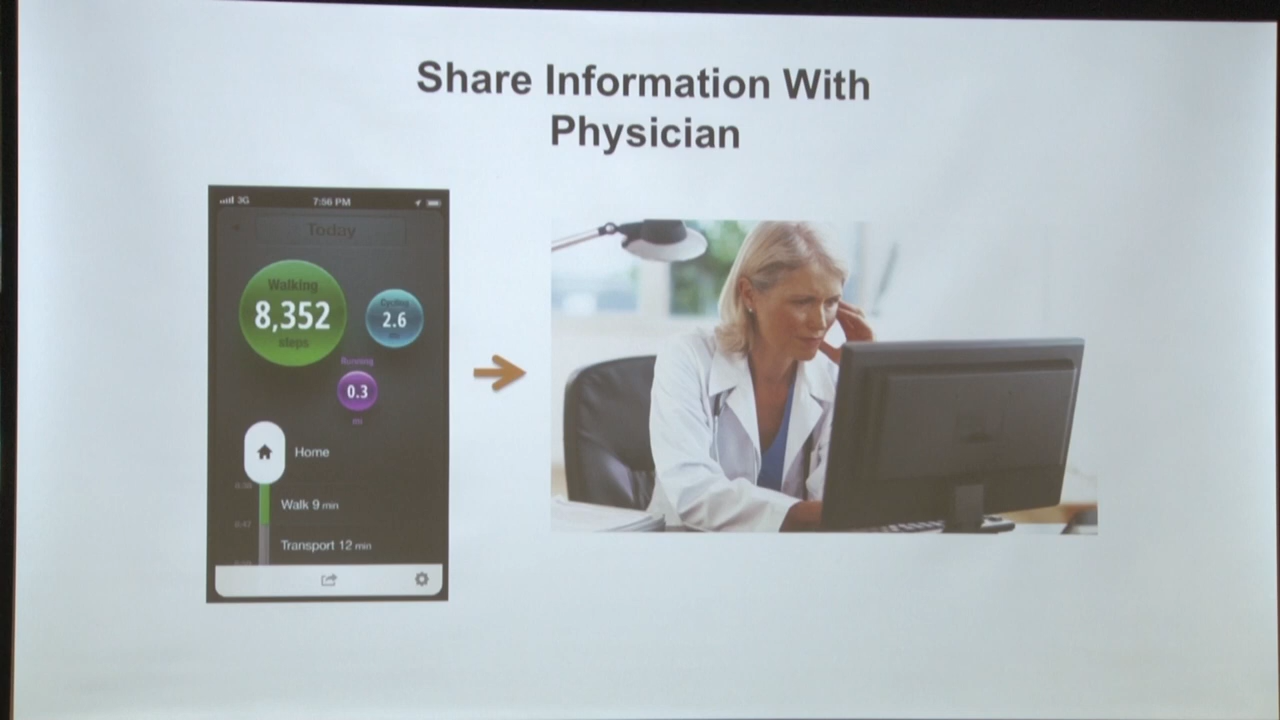 Share Information With
Physician
3G
7:56 PM
Today
Walking
8,352
steps
Cycling
2.6
Running
0.3
mi
Home
Walk 9 min
Transport 12 min